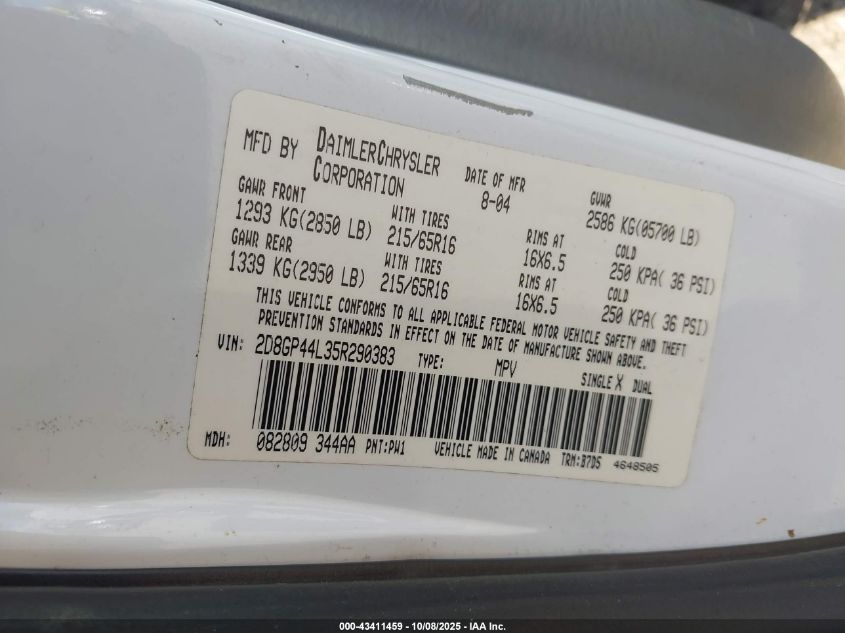 MFD BY DAIMLERCHRYSLER CORPORATION
DATE OF MFR
8-04
GVWR
2586 KG(05700 LB)
GAWR FRONT
1293 KG(2850 LB)
WITH TIRES
215/65R16
RIMS AT
16X6.5
COLD
250 KPA( 36 PSI)
GAWR REAR
1339 KG(2950 LB)
WITH TIRES
215/65R16
RIMS AT
16X6.5
COLD
250 KPA( 36 PSI)
THIS VEHICLE CONFORMS TO ALL APPLICABLE FEDERAL MOTOR VEHICLE SAFETY AND THEFT
PREVENTION STANDARDS IN EFFECT ON THE DATE OF MANUFACTURE SHOWN ABOVE.
VIN: 2D8GP44L35R290383 TYPE: MPV SINGLE X DUAL
MDH: 082809 344AA PNT:PW1 VEHICLE MADE IN CANADA TRM:B7D5 4648505
000-43411459 - 10/08/2025 - IAA Inc.